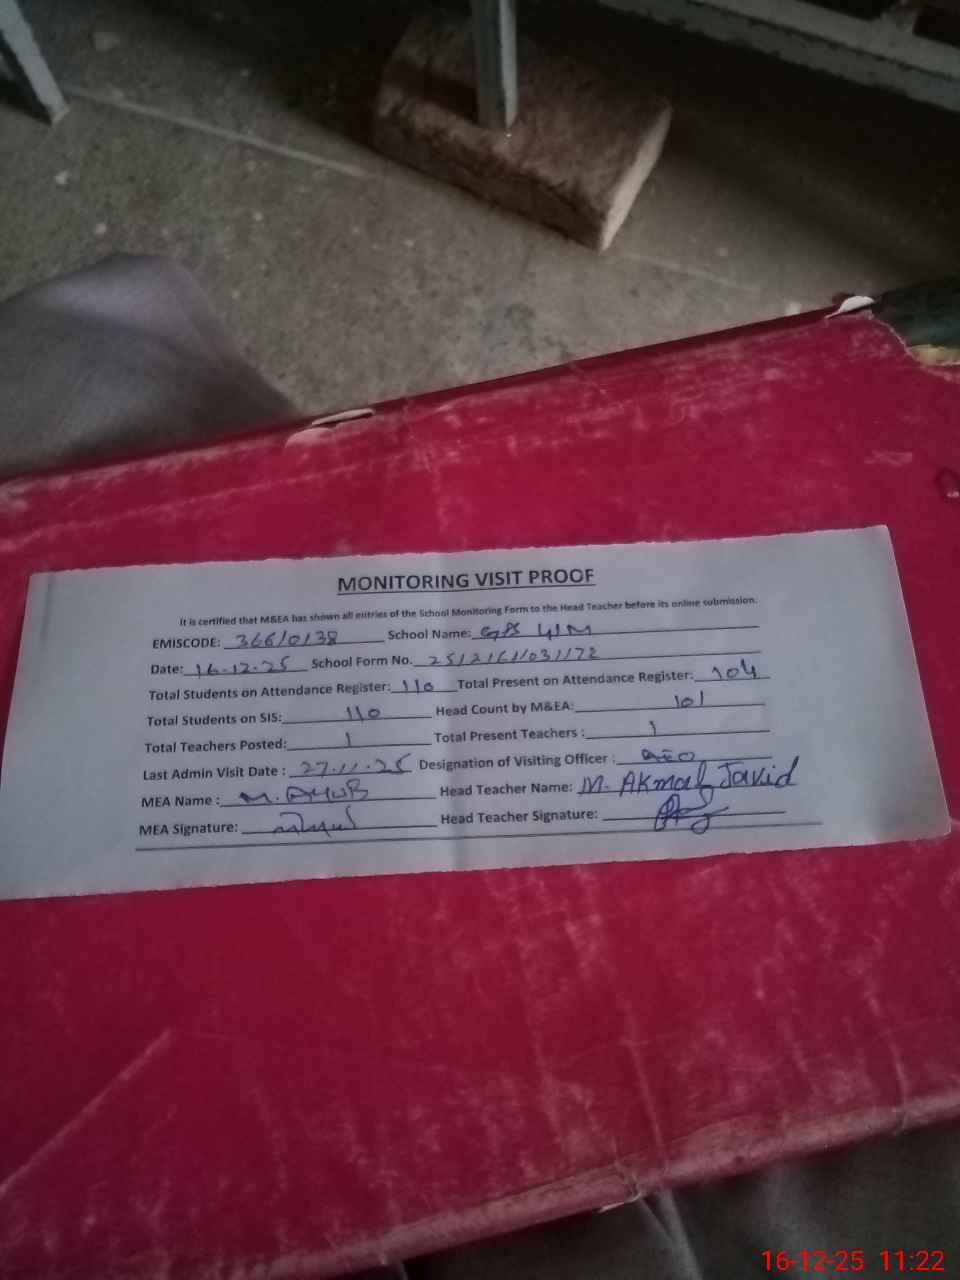 MONITORING VISIT PROOF
It is certified that M&EA has shown all entries of the School Monitoring Form to the Head Teacher before its online submission.
EMISCODE: 36610138 School Name: GPS 41M
Date: 16-12-25 School Form No. 25121611031172
Total Students on Attendance Register: 110 Total Present on Attendance Register: 104
Total Students on SIS: 110 Head Count by M&EA: 101
Total Teachers Posted: 1 Total Present Teachers : 1
Last Admin Visit Date : 27.11.25 Designation of Visiting Officer : AEO
MEA Name : M. AYUB Head Teacher Name: M. AKmal Javid
MEA Signature: Head Teacher Signature:
16-12-25 11:22